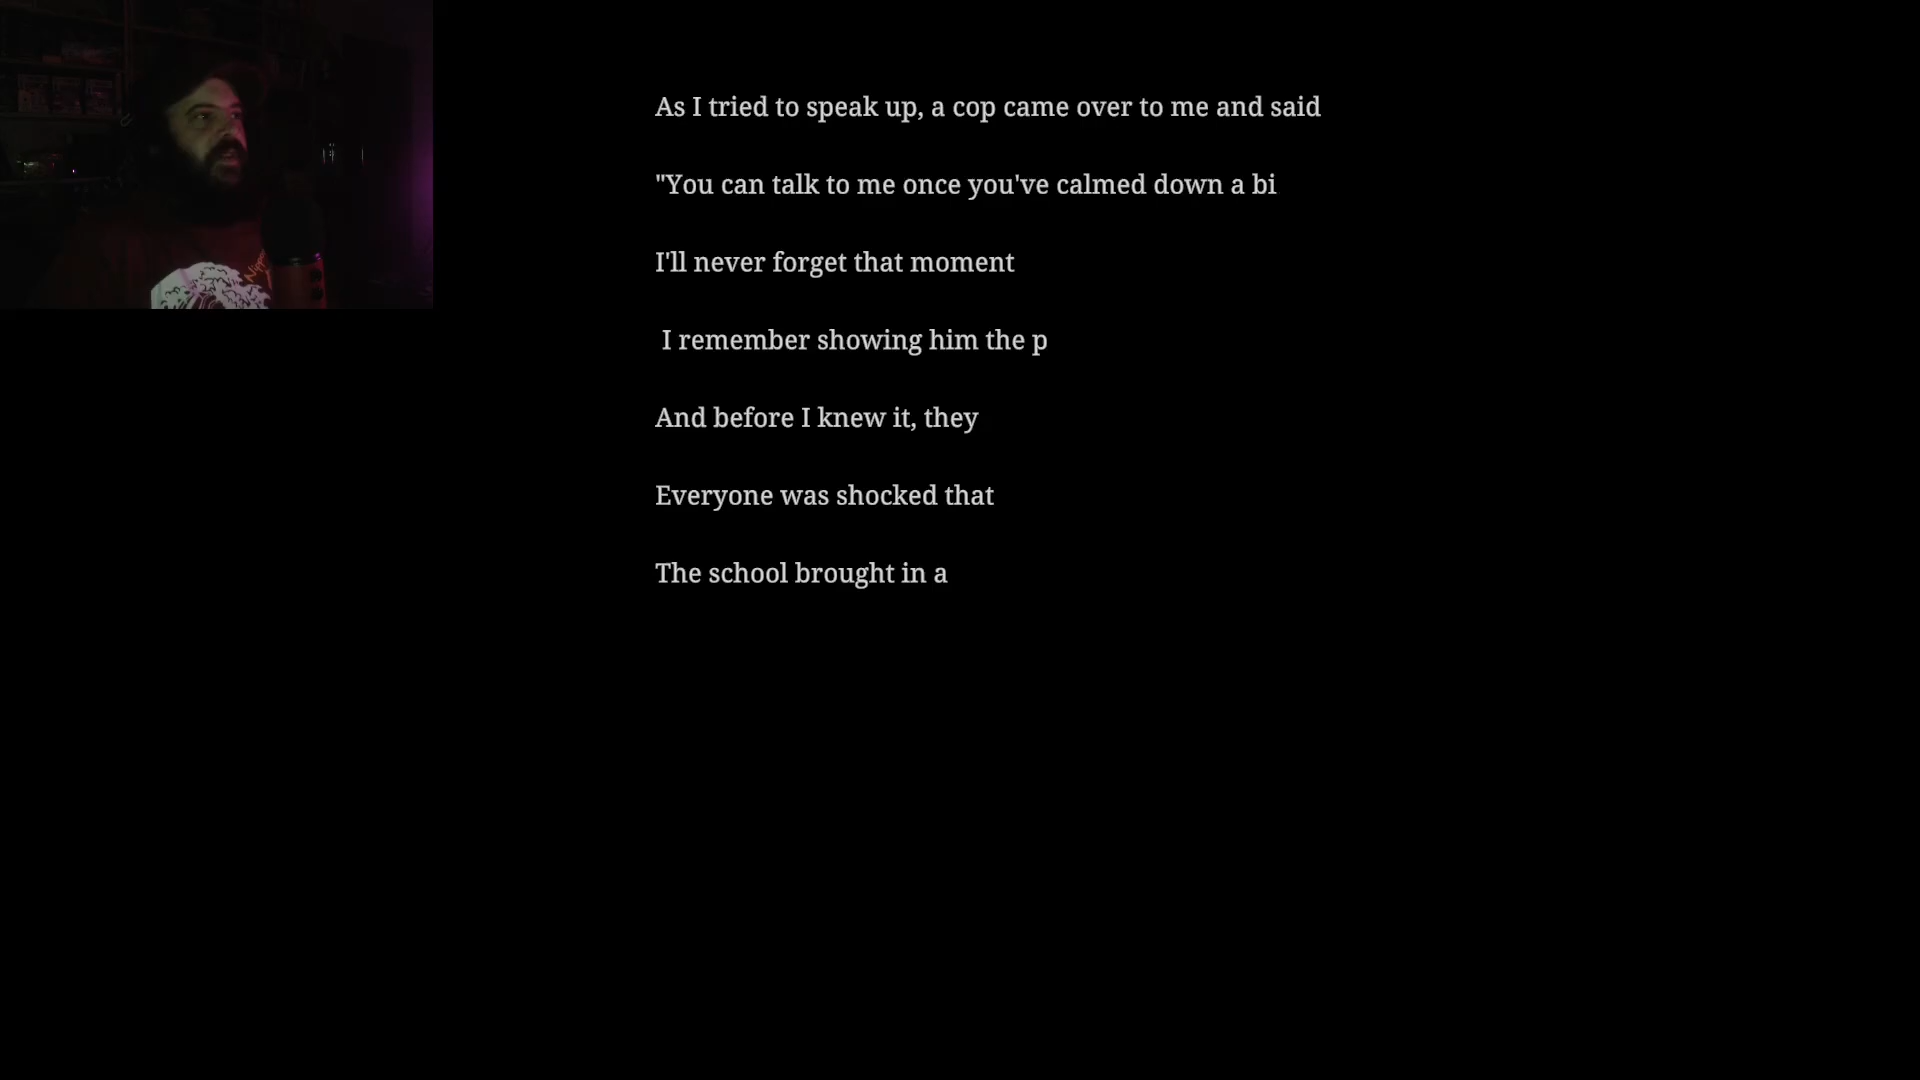 As I tried to speak up, a cop came over to me and said
"You can talk to me once you've calmed down a bi
I'll never forget that moment
I remember showing him the p
And before I knew it, they
Everyone was shocked that
The school brought in a